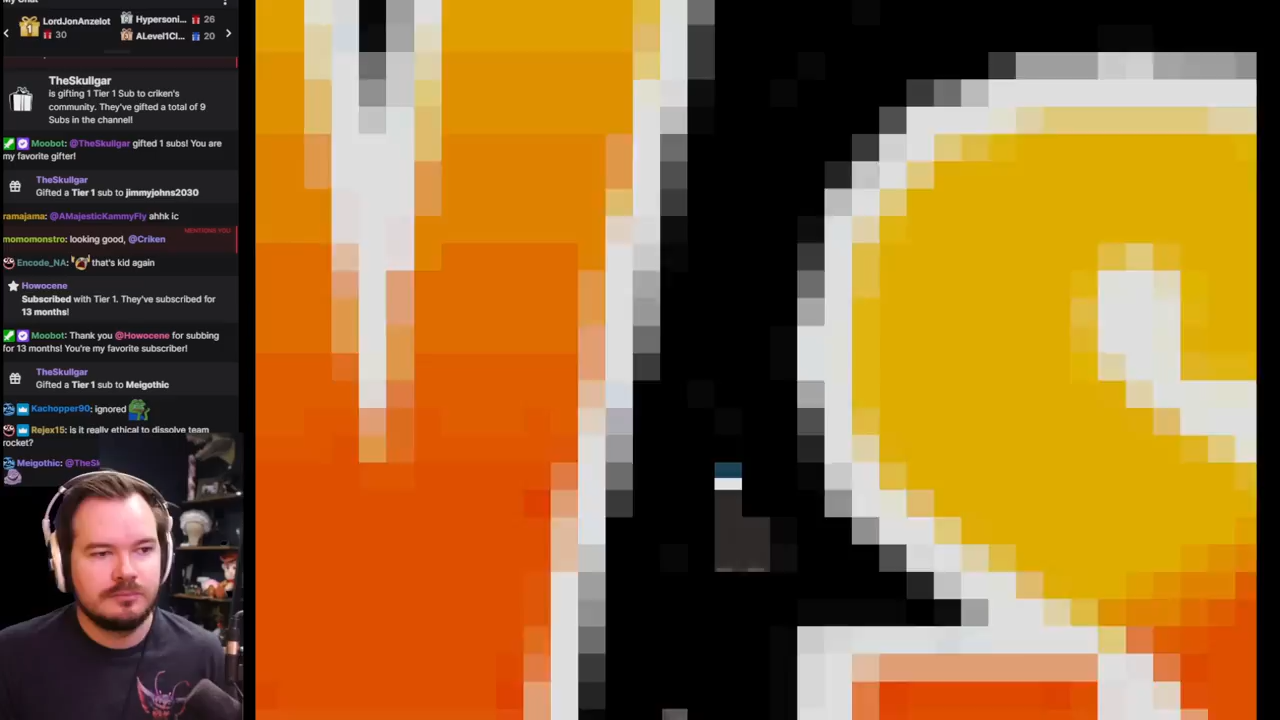 My Chat
LordJonAnzelot
30
Hypersoni... 26
ALevel1Cl... 20
TheSkullgar
is gifting 1 Tier 1 Sub to criken's
community. They've gifted a total of 9
Subs in the channel!
Moobot: @TheSkullgar gifted 1 subs! You are
my favorite gifter!
TheSkullgar
Gifted a Tier 1 sub to jimmyjohns2030
ramajama: @AMajesticKammyFly ahhk ic
MENTIONS YOU
momomonstro: looking good, @Criken
Encode_NA: that's kid again
Howocene
Subscribed with Tier 1. They've subscribed for
13 months!
Moobot: Thank you @Howocene for subbing
for 13 months! You're my favorite subscriber!
TheSkullgar
Gifted a Tier 1 sub to Meigothic
Kachopper90: ignored
Rejex15: is it really ethical to dissolve team
rocket?
Meigothic: @TheSk